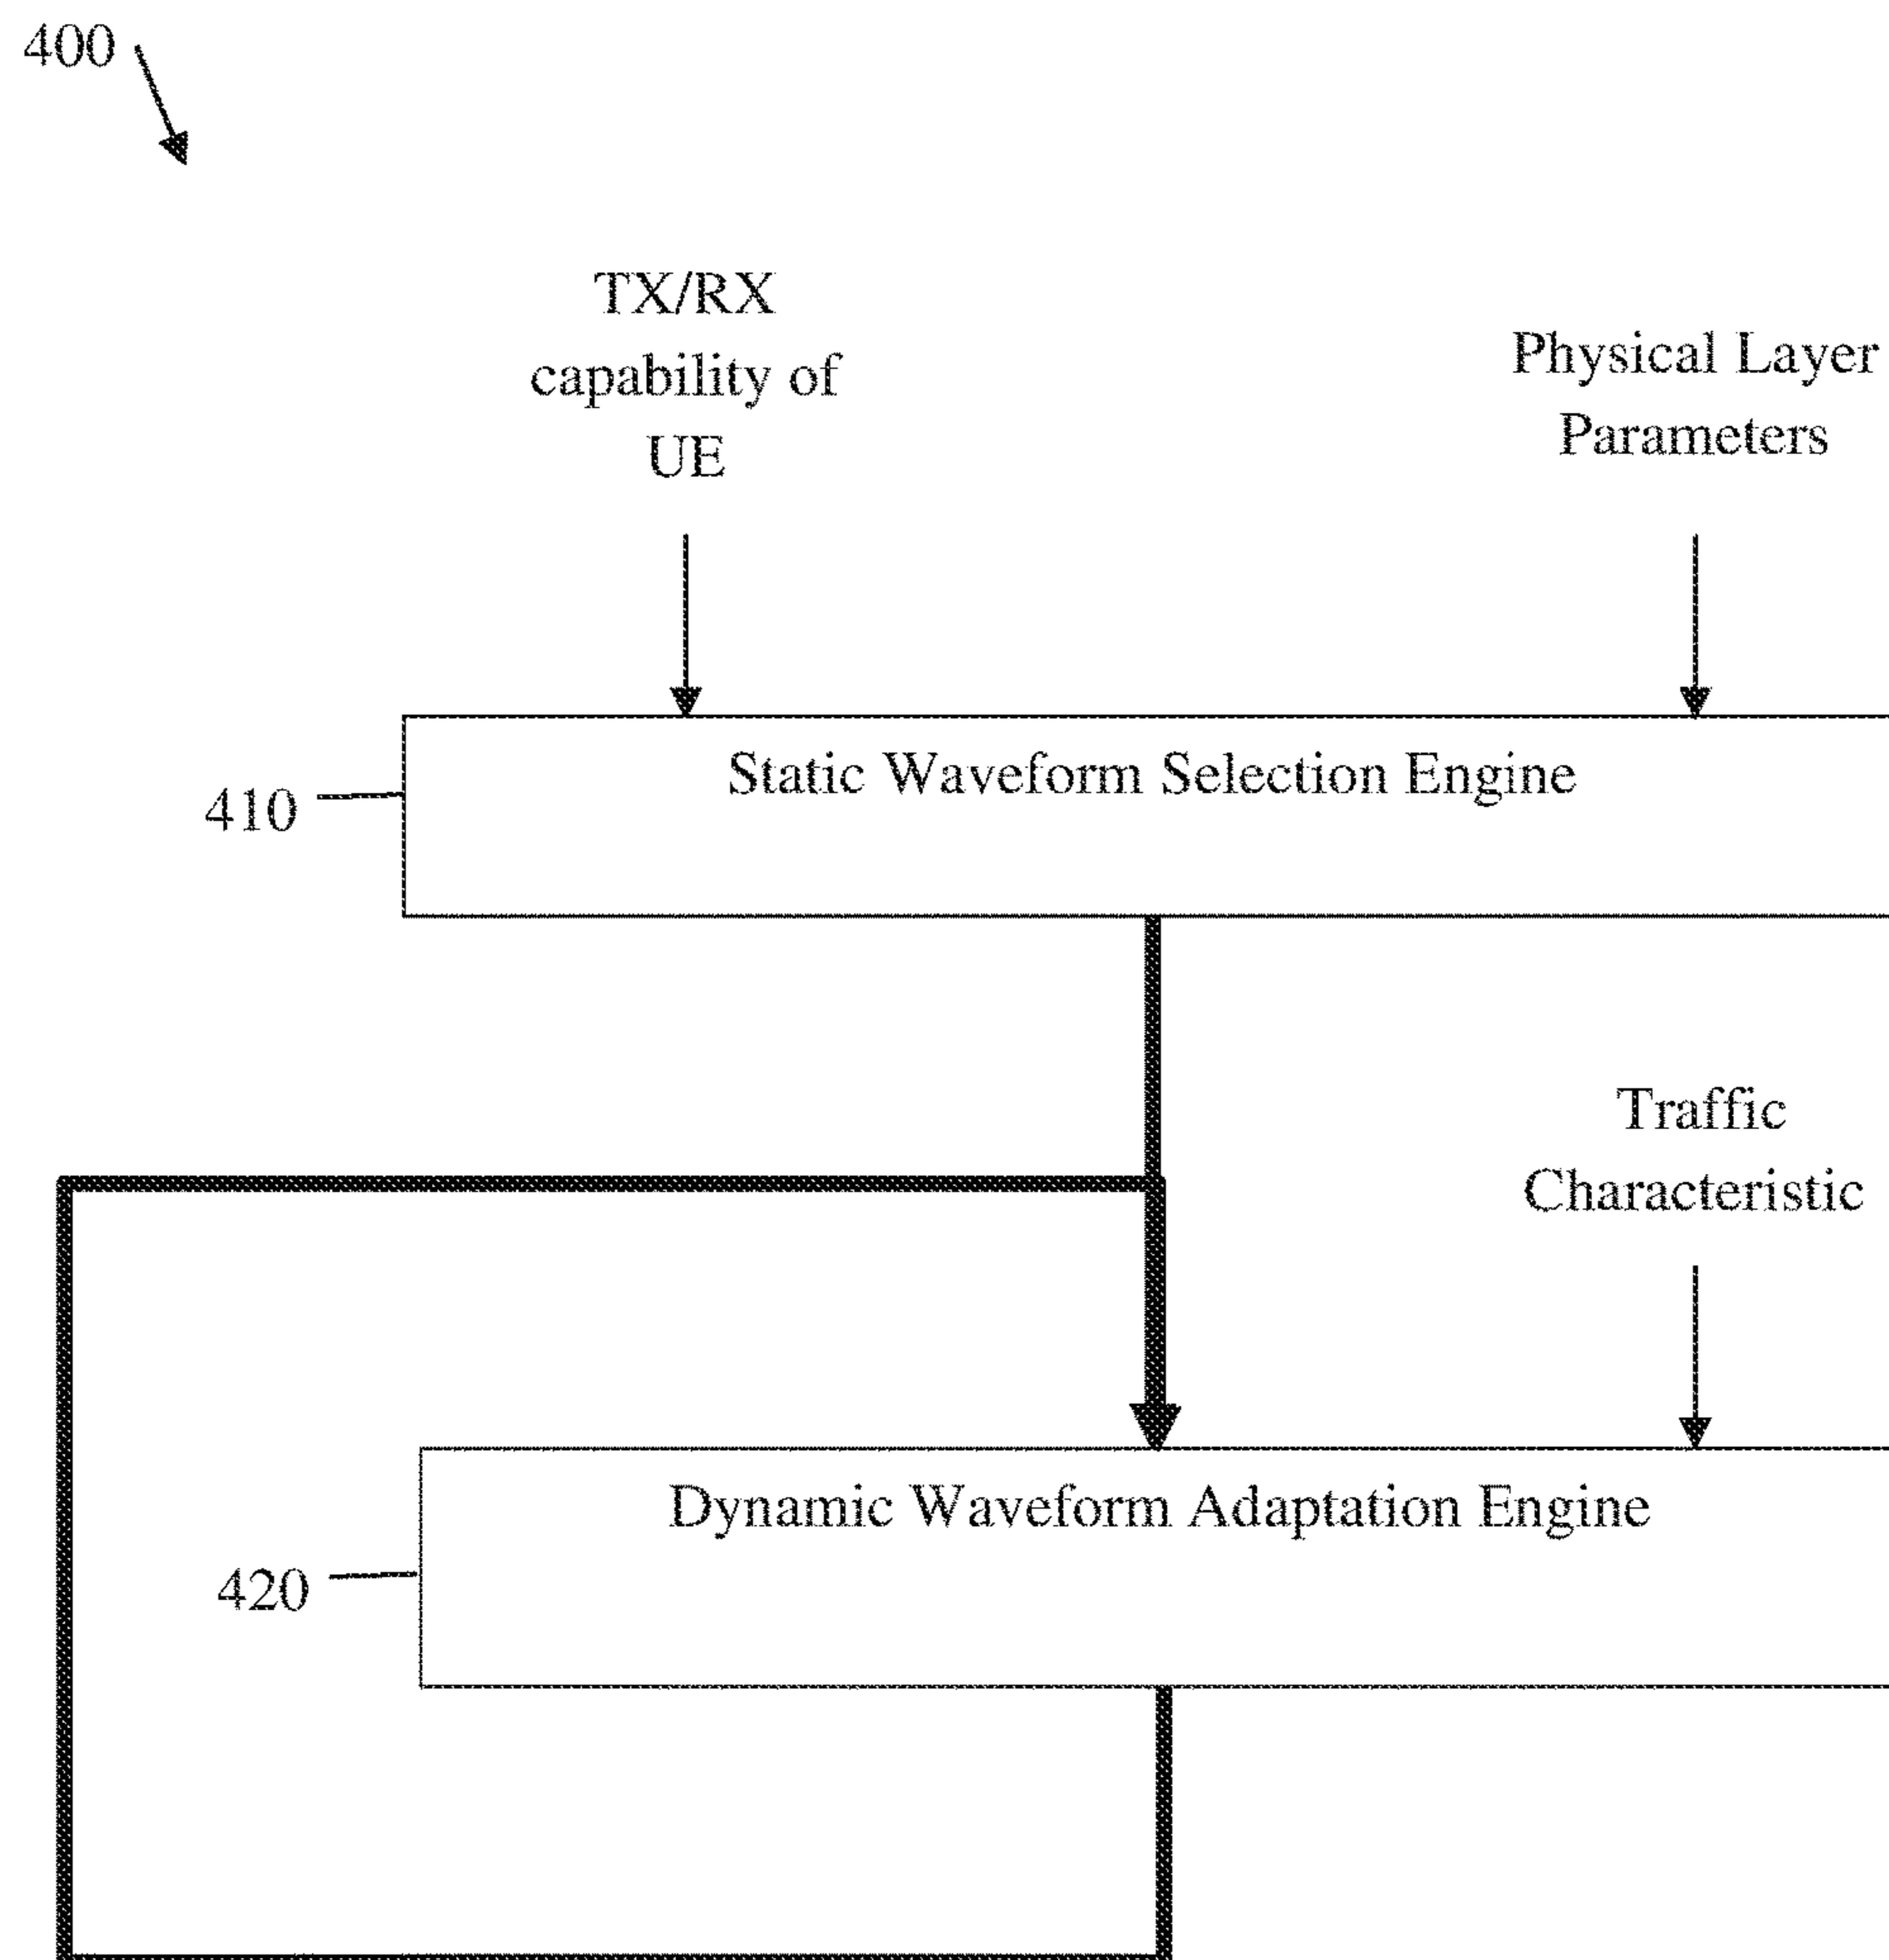 400
TX/RX
capability of
UE
Physical Layer
Parameters
Static Waveform Selection Engine
410
Traffic
Characteristic
Dynamic Waveform Adaptation Engine
420